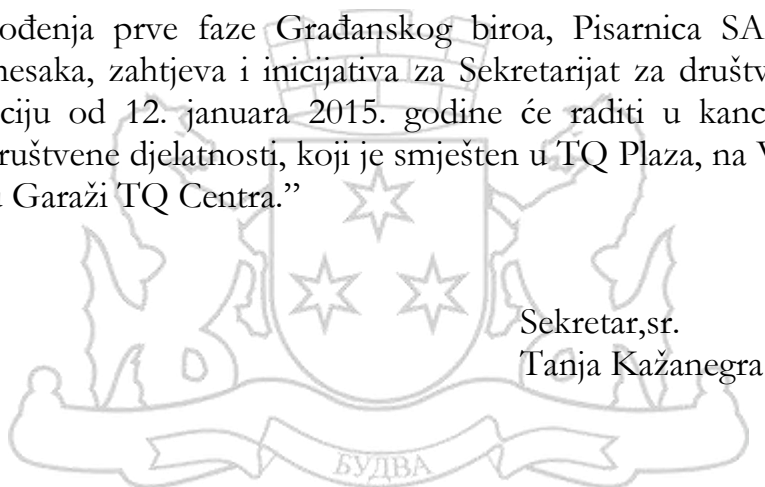 ođenja prve faze Građanskog biroa, Pisarnica SA
nesaka, zahtjeva i inicijativa za Sekretarijat za društv
ciju od 12. januara 2015. godine će raditi u kanc
ruštvene djelatnosti, koji je smješten u TQ Plaza, na V
u Garaži TQ Centra.”
Sekretar,sr.
Tanja Kažanegra
БУДВА